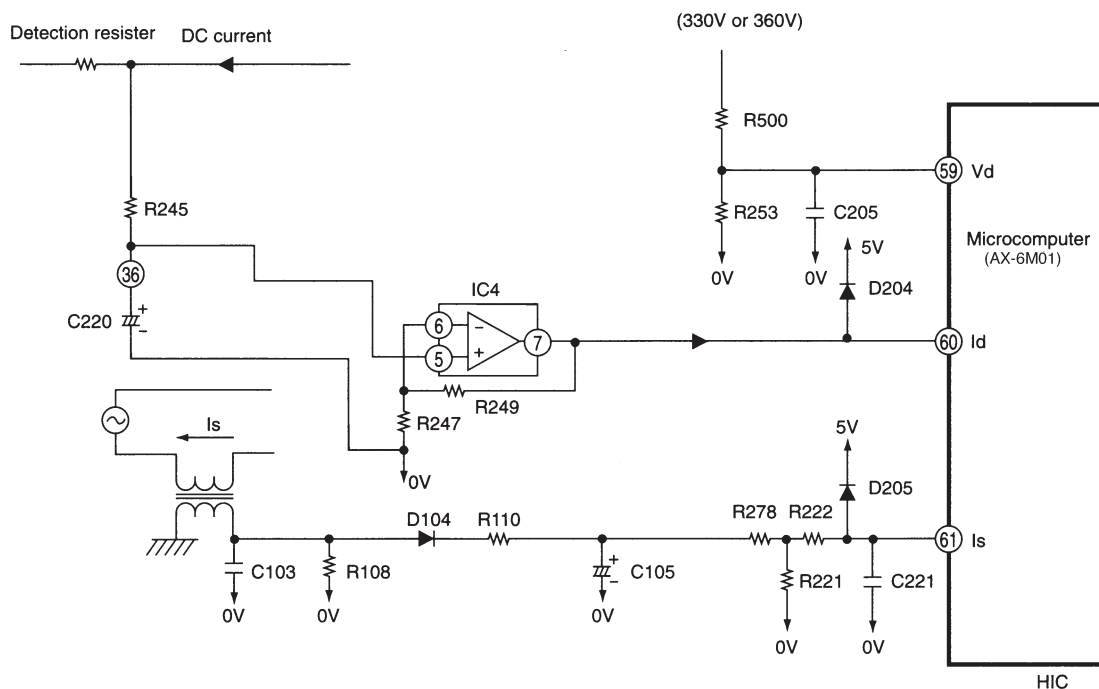 (330V or 360V)
Detection resister
DC current
R500
59
Vd
R253
C205
R245
5V
Microcomputer
(AX-6M01)
0V
0V
36
D204
IC4
C220
+
-
6
-
7
60
Id
5
+
R249
R247
Is
5V
0V
D205
D104
R110
R278
R222
61
Is
C103
R108
+
-
C105
R221
C221
0V
0V
0V
0V
HIC